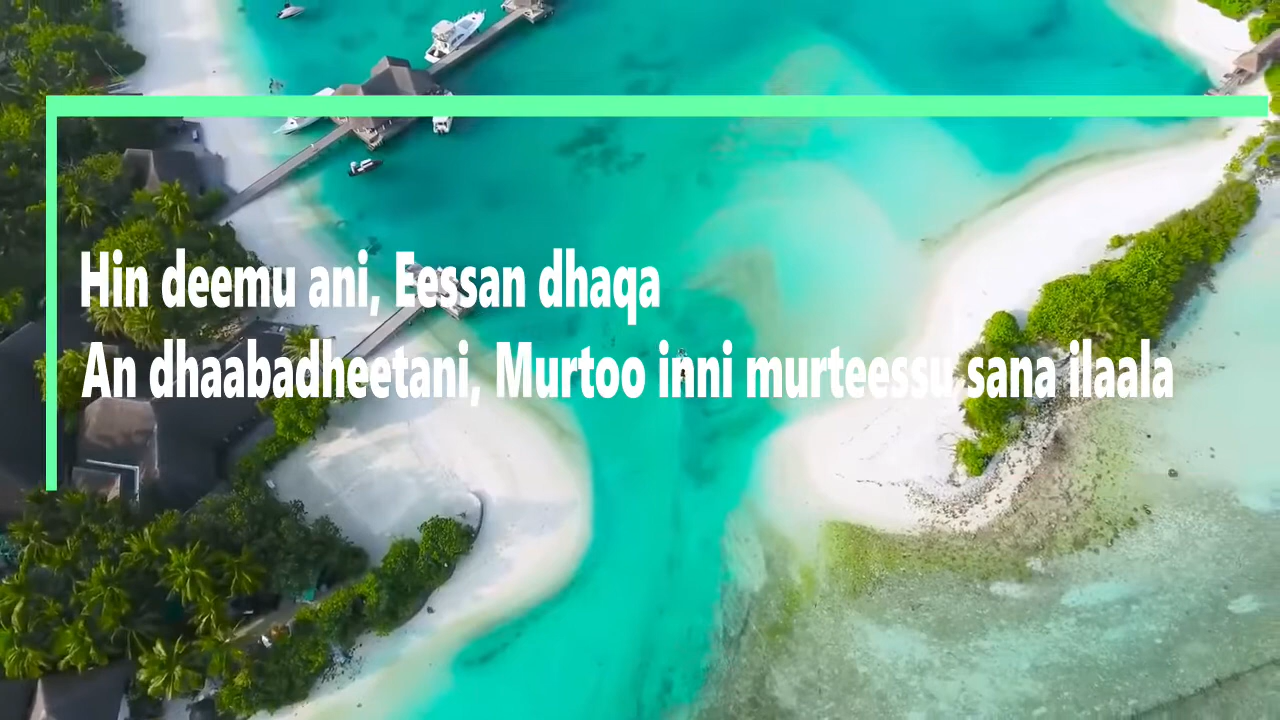 Hin deemu ani, Eessan dhaqa
An dhaabadheetani, Murtoo inni murteessu sana ilaala